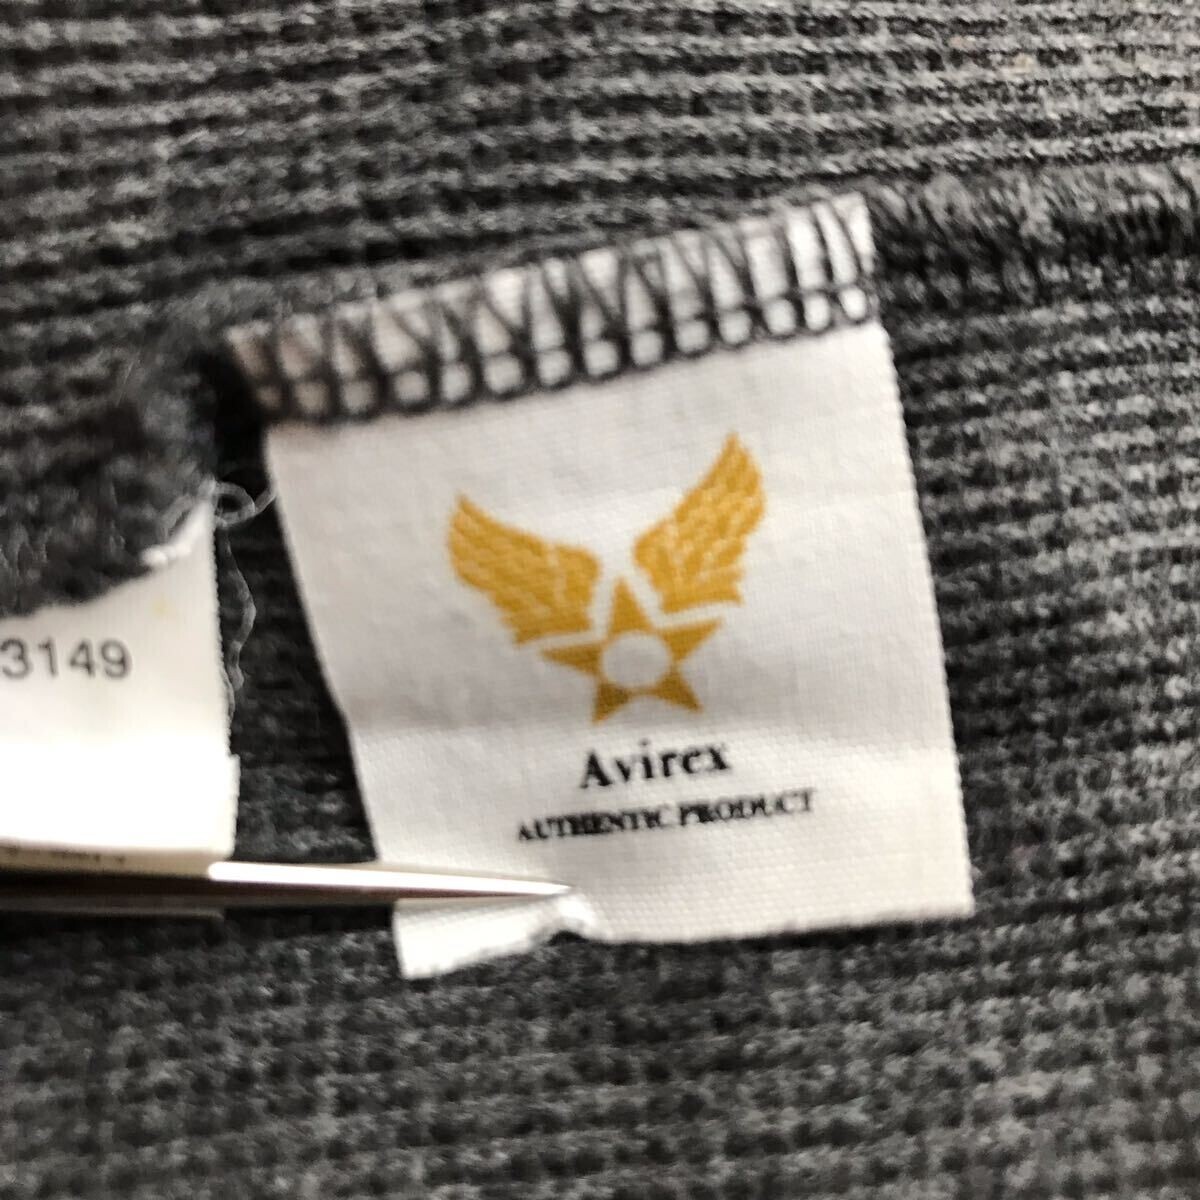 3149
Avirex
AUTHENTIC PRODUCT